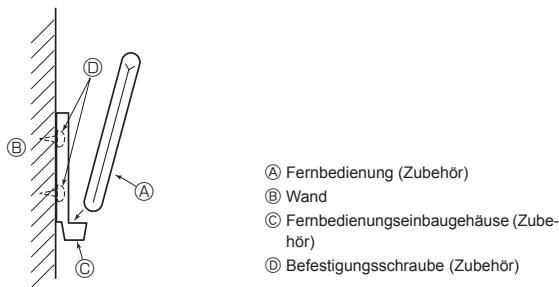 Ⓓ
Ⓑ
Ⓐ
Ⓒ
Ⓐ Fernbedienung (Zubehör)
Ⓑ Wand
Ⓒ Fernbedienungseinbaugehäuse (Zube-
hör)
Ⓓ Befestigungsschraube (Zubehör)